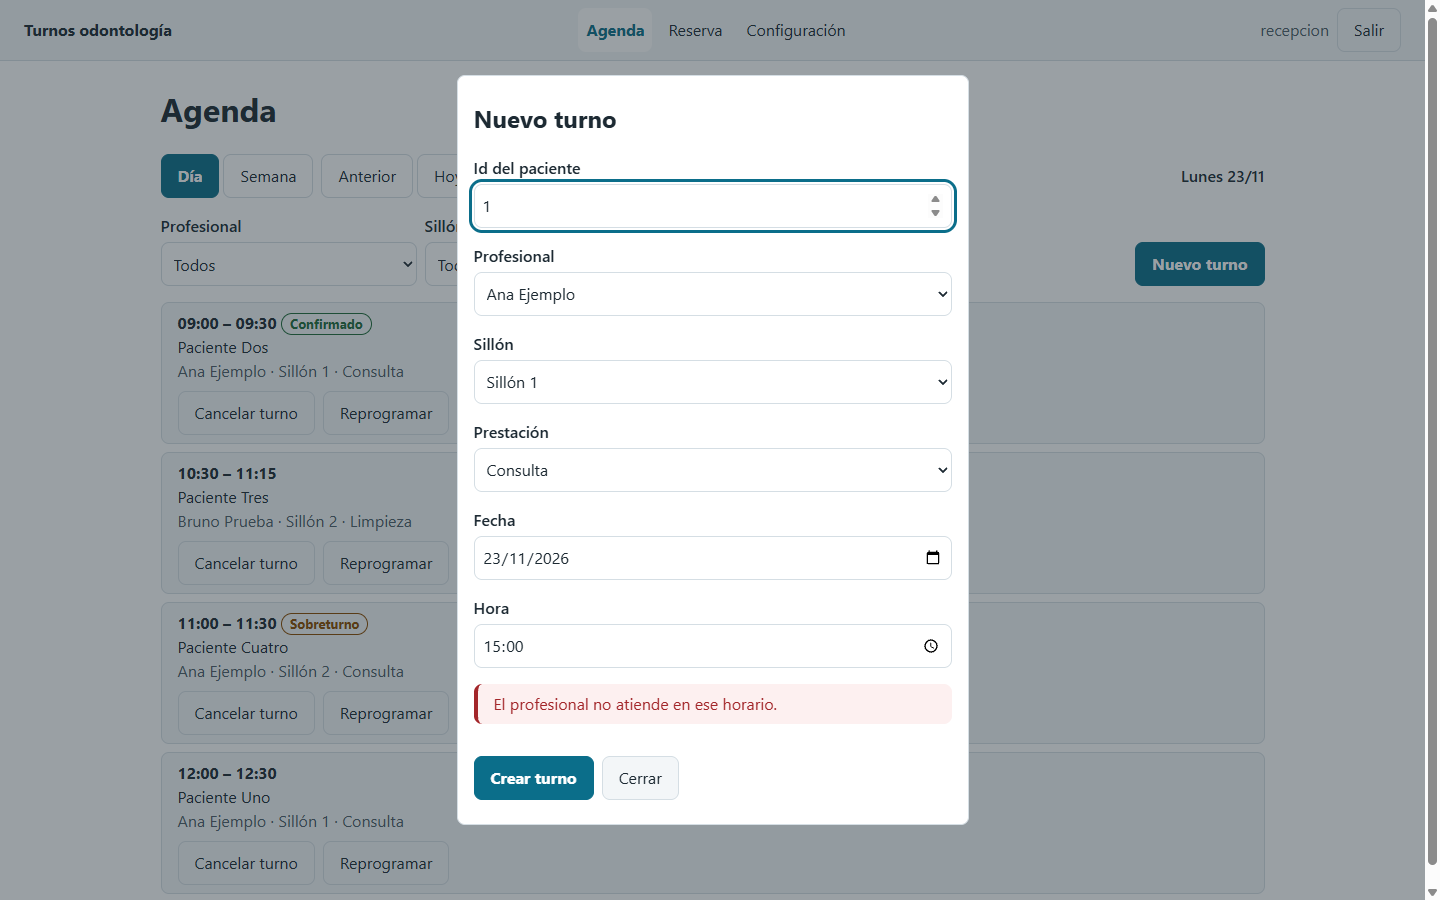 Turnos odontología
Agenda
Reserva
Configuración
recepcion
Salir
Agenda
Día
Semana
Anterior
Lunes 23/11
Profesional
Todos
Nuevo turno
09:00 – 09:30 Confirmado
Paciente Dos
Ana Ejemplo · Sillón 1 · Consulta
Cancelar turno
Reprogramar
10:30 – 11:15
Paciente Tres
Bruno Prueba · Sillón 2 · Limpieza
Cancelar turno
Reprogramar
11:00 – 11:30 Sobreturno
Paciente Cuatro
Ana Ejemplo · Sillón 2 · Consulta
Cancelar turno
Reprogramar
12:00 – 12:30
Paciente Uno
Ana Ejemplo · Sillón 1 · Consulta
Cancelar turno
Reprogramar
Nuevo turno
Id del paciente
1
Profesional
Ana Ejemplo
Sillón
Sillón 1
Prestación
Consulta
Fecha
23/11/2026
Hora
15:00
El profesional no atiende en ese horario.
Crear turno
Cerrar